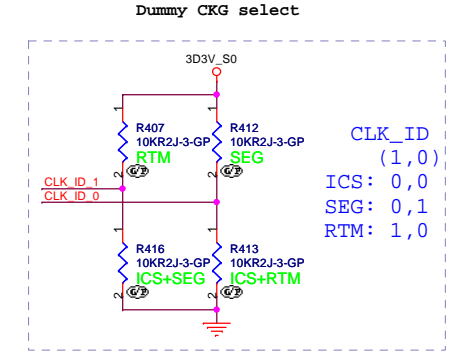 Dummy CKG select
3D3V_S0
1
1
R407
10KR2J-3-GP
RTM
2
G/P
R412
10KR2J-3-GP
SEG
2
G/P
CLK_ID
(1,0)
ICS: 0,0
SEG: 0,1
RTM: 1,0
CLK_ID_1
CLK_ID_0
1
1
R416
10KR2J-3-GP
ICS+SEG
2
G/P
R413
10KR2J-3-GP
ICS+RTM
2
G/P